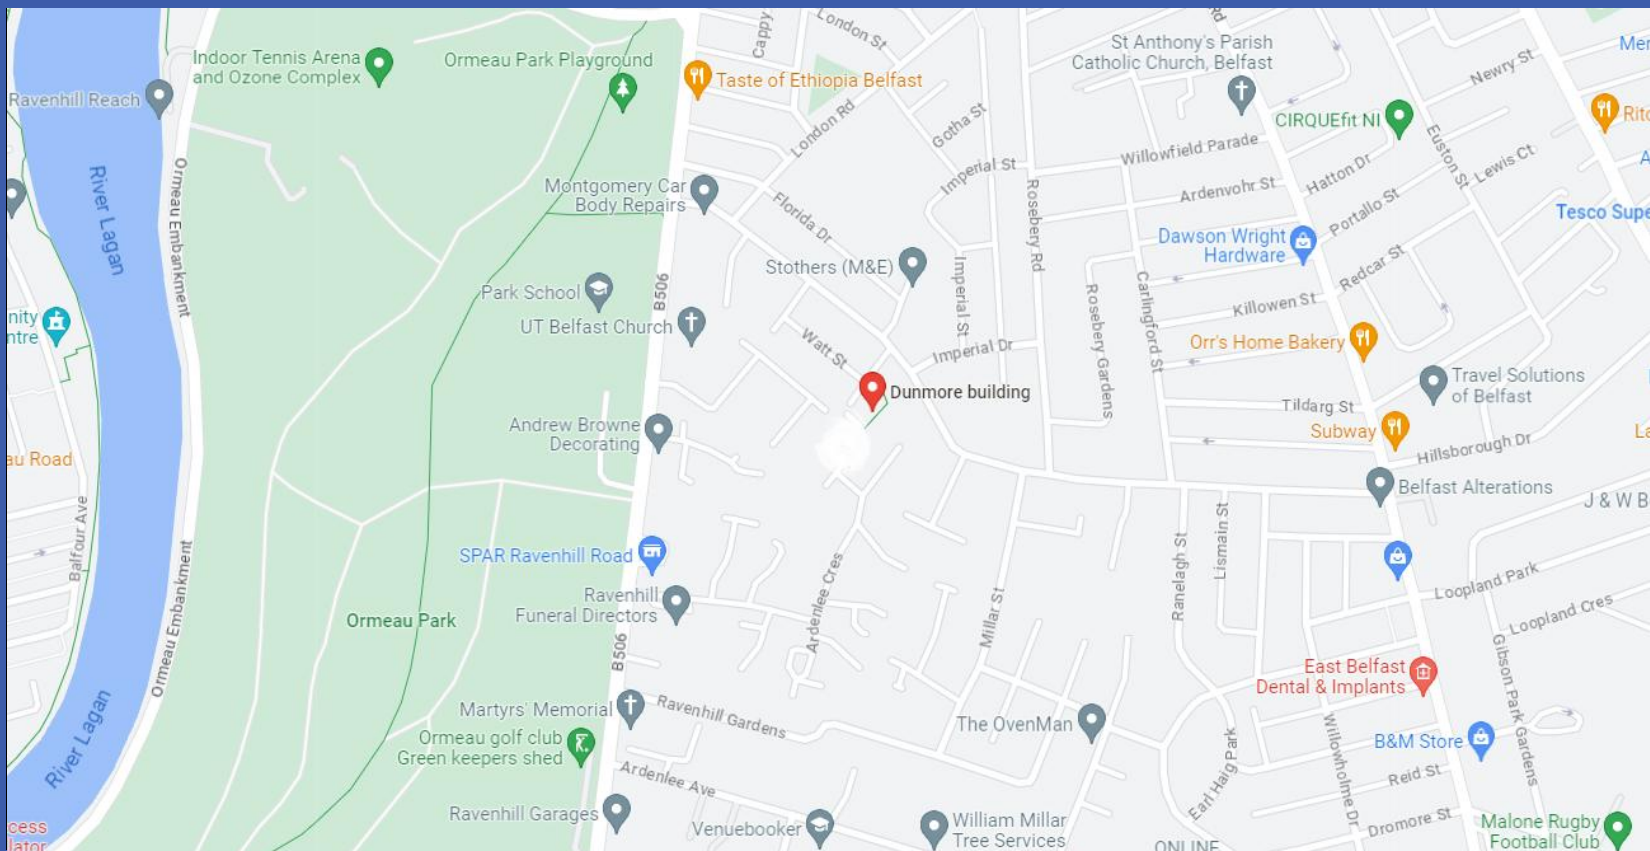 Cappy
London St
Rd
St Anthony's Parish
Catholic Church, Belfast
Indoor Tennis Arena
and Ozone Complex
Ormeau Park Playground
Taste of Ethiopia Belfast
Newry St
Ravenhill Reach
London Rd
Gotha St
CIRQUEfit NI
Euston St
Willowfield Parade
Imperial St
Lewis Ct
River Lagan
Ormeau Embankment
Montgomery Car
Body Repairs
Florida Dr
Rosebery Rd
Ardenvohr St
Hatton Dr
Portallo St
Tesco Supe
Dawson Wright
Hardware
Stothers (M&E)
Imperial St
Redcar St
Park School
B506
Rosebery Gardens
Carlingford St
Killowen St
nity
ntre
UT Belfast Church
Watt St
Imperial Dr
Orr's Home Bakery
Dunmore building
Travel Solutions
of Belfast
Tildarg St
Andrew Browne
Decorating
Subway
Hillsborough Dr
au Road
Belfast Alterations
J & W B
Balfour Ave
Lismain St
Ranelagh St
SPAR Ravenhill Road
Ardenlee Cres
Millar St
Loopland Park
Ravenhill
Funeral Directors
Loopland Cres
Ormeau Park
Ormeau Embankment
B506
Gibson Park Gardens
East Belfast
Dental & Implants
River Lagan
Martyrs' Memorial
Ravenhill Gardens
The OvenMan
Ormeau golf club
Green keepers shed
Willowholme Dr
B&M Store
Earl Haig Park
Ardenlee Ave
Reid St
Ravenhill Garages
Venuebooker
William Millar
Tree Services
Dromore St
Malone Rugby
Football Club
cess
lator
ONLINE